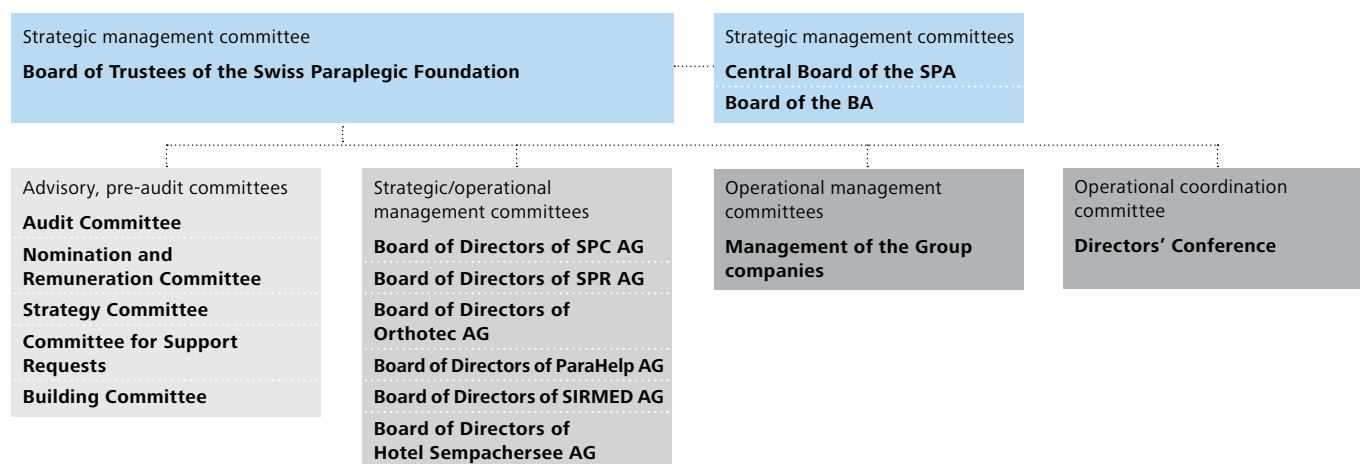 Strategic management committee
Board of Trustees of the Swiss Paraplegic Foundation
Strategic management committees
Central Board of the SPA
Board of the BA
Advisory, pre-audit committees
Audit Committee
Nomination and
Remuneration Committee
Strategy Committee
Committee for Support
Requests
Building Committee
Strategic/operational
management committees
Board of Directors of SPC AG
Board of Directors of SPR AG
Board of Directors of
Orthotec AG
Board of Directors of ParaHelp AG
Board of Directors of SIRMED AG
Board of Directors of
Hotel Sempachersee AG
Operational management
committees
Management of the Group
companies
Operational coordination
committee
Directors’ Conference